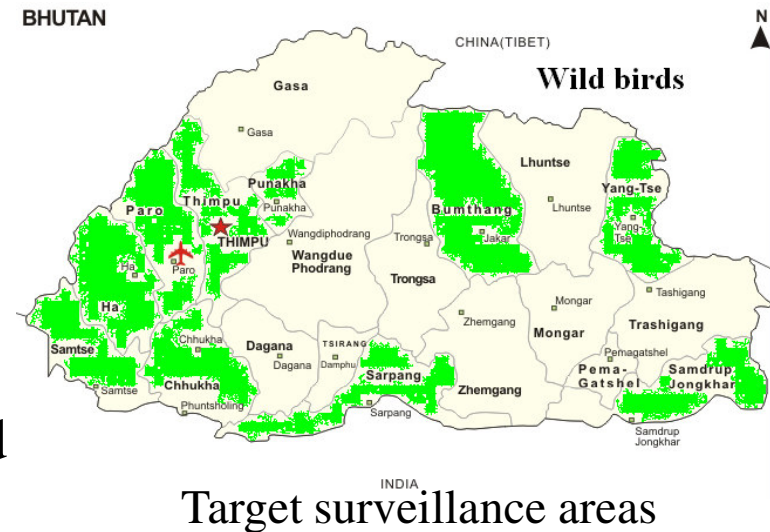 BHUTAN
N
CHINA(TIBET)
Wild birds
Gasa
Gasa
Lhuntse
Punakha
Punakha
Yang-Tse
Thimpu
Paro
Bumthang
Lhuntse
Yang-
Tse
THIMPU
Wangdiphodrang
Trongsa
Jakar
Wangdue
Phodrang
Ha
Paro
Trongsa
Tashigang
Ha
Mongar
Zhemgang
Trashigang
Mongar
Chhukha
Samtse
Dagana
TSIRANG
Pemagatshel
Dagana
Damphu
Pema-
Gatshel
Samdrup
Jongkhar
Sarpang
Chhukha
Zhemgang
Samtse
Phuntsholing
Sarpang
Samdrup
Jongkhar
INDIA
Target surveillance areas